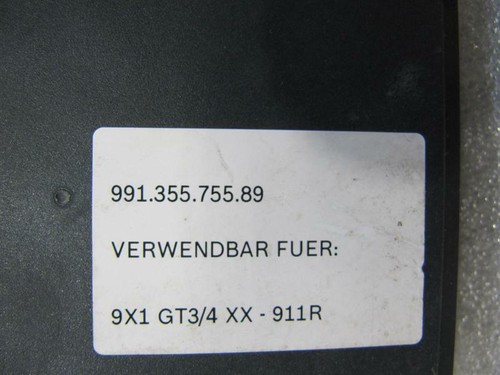 991.355.755.89
VERWENDBAR FUER:
9X1 GT3/4 XX - 911R